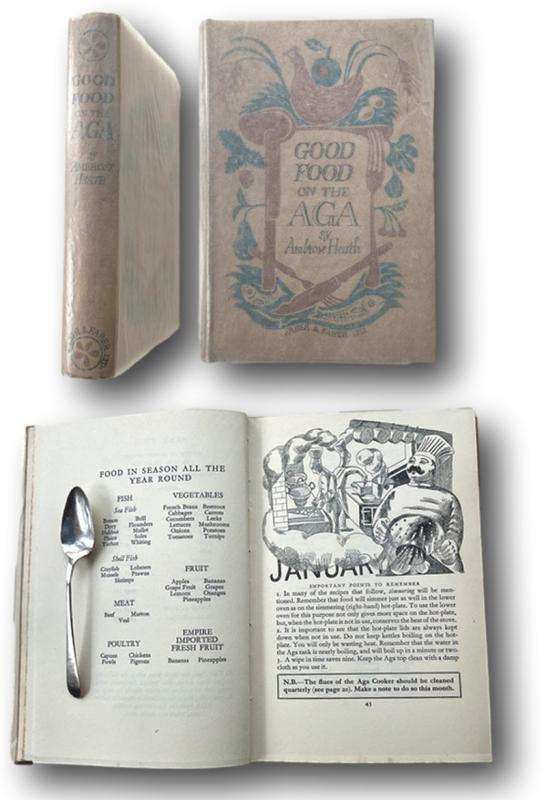 GOOD
FOOD
ON THE
AGA
BY
AMBROSE
HEATH
FABER & FABER LTD
GOOD
FOOD
ON THE
AGA
BY
Ambrose Heath
FABER & FABER LTD
FOOD IN SEASON ALL THE
YEAR ROUND
FISH
Sea Fish
Bream Brill
Dory Flounders
Halibut Mullet
Plaice Soles
Turbot Whiting
Shell Fish
Crayfish Lobsters
Mussels Prawns
Shrimps
MEAT
Beef Mutton
Veal
POULTRY
Capons Chickens
Fowls Pigeons
VEGETABLES
French Beans Beetroot
Cabbages Carrots
Cucumbers Leeks
Lettuces Mushrooms
Onions Potatoes
Tomatoes Turnips
FRUIT
Apples Bananas
Grape Fruit Grapes
Lemons Oranges
Pineapples
EMPIRE
IMPORTED
FRESH FRUIT
Bananas Pineapples
JANUARY
IMPORTANT POINTS TO REMEMBER
1. In many of the recipes that follow, simmering will be men-
tioned. Remember that food will simmer just as well in the lower
oven as on the simmering (right-hand) hot-plate. To use the lower
oven for this purpose not only gives more space on the hot-plate,
but, when the hot-plate is not in use, conserves the heat of the stove.
2. It is important to see that the hot-plate lids are always kept
down when not in use. Do not keep kettles boiling on the hot-
plate. You will only be wasting heat. Remember that the water in
the Aga tank is nearly boiling, and will boil up in a minute or two.
3. A wipe in time saves nine. Keep the Aga top clean with a damp
cloth as you use it.
N.B.—The flues of the Aga Cooker should be cleaned
quarterly (see page 20). Make a note to do so this month.
43